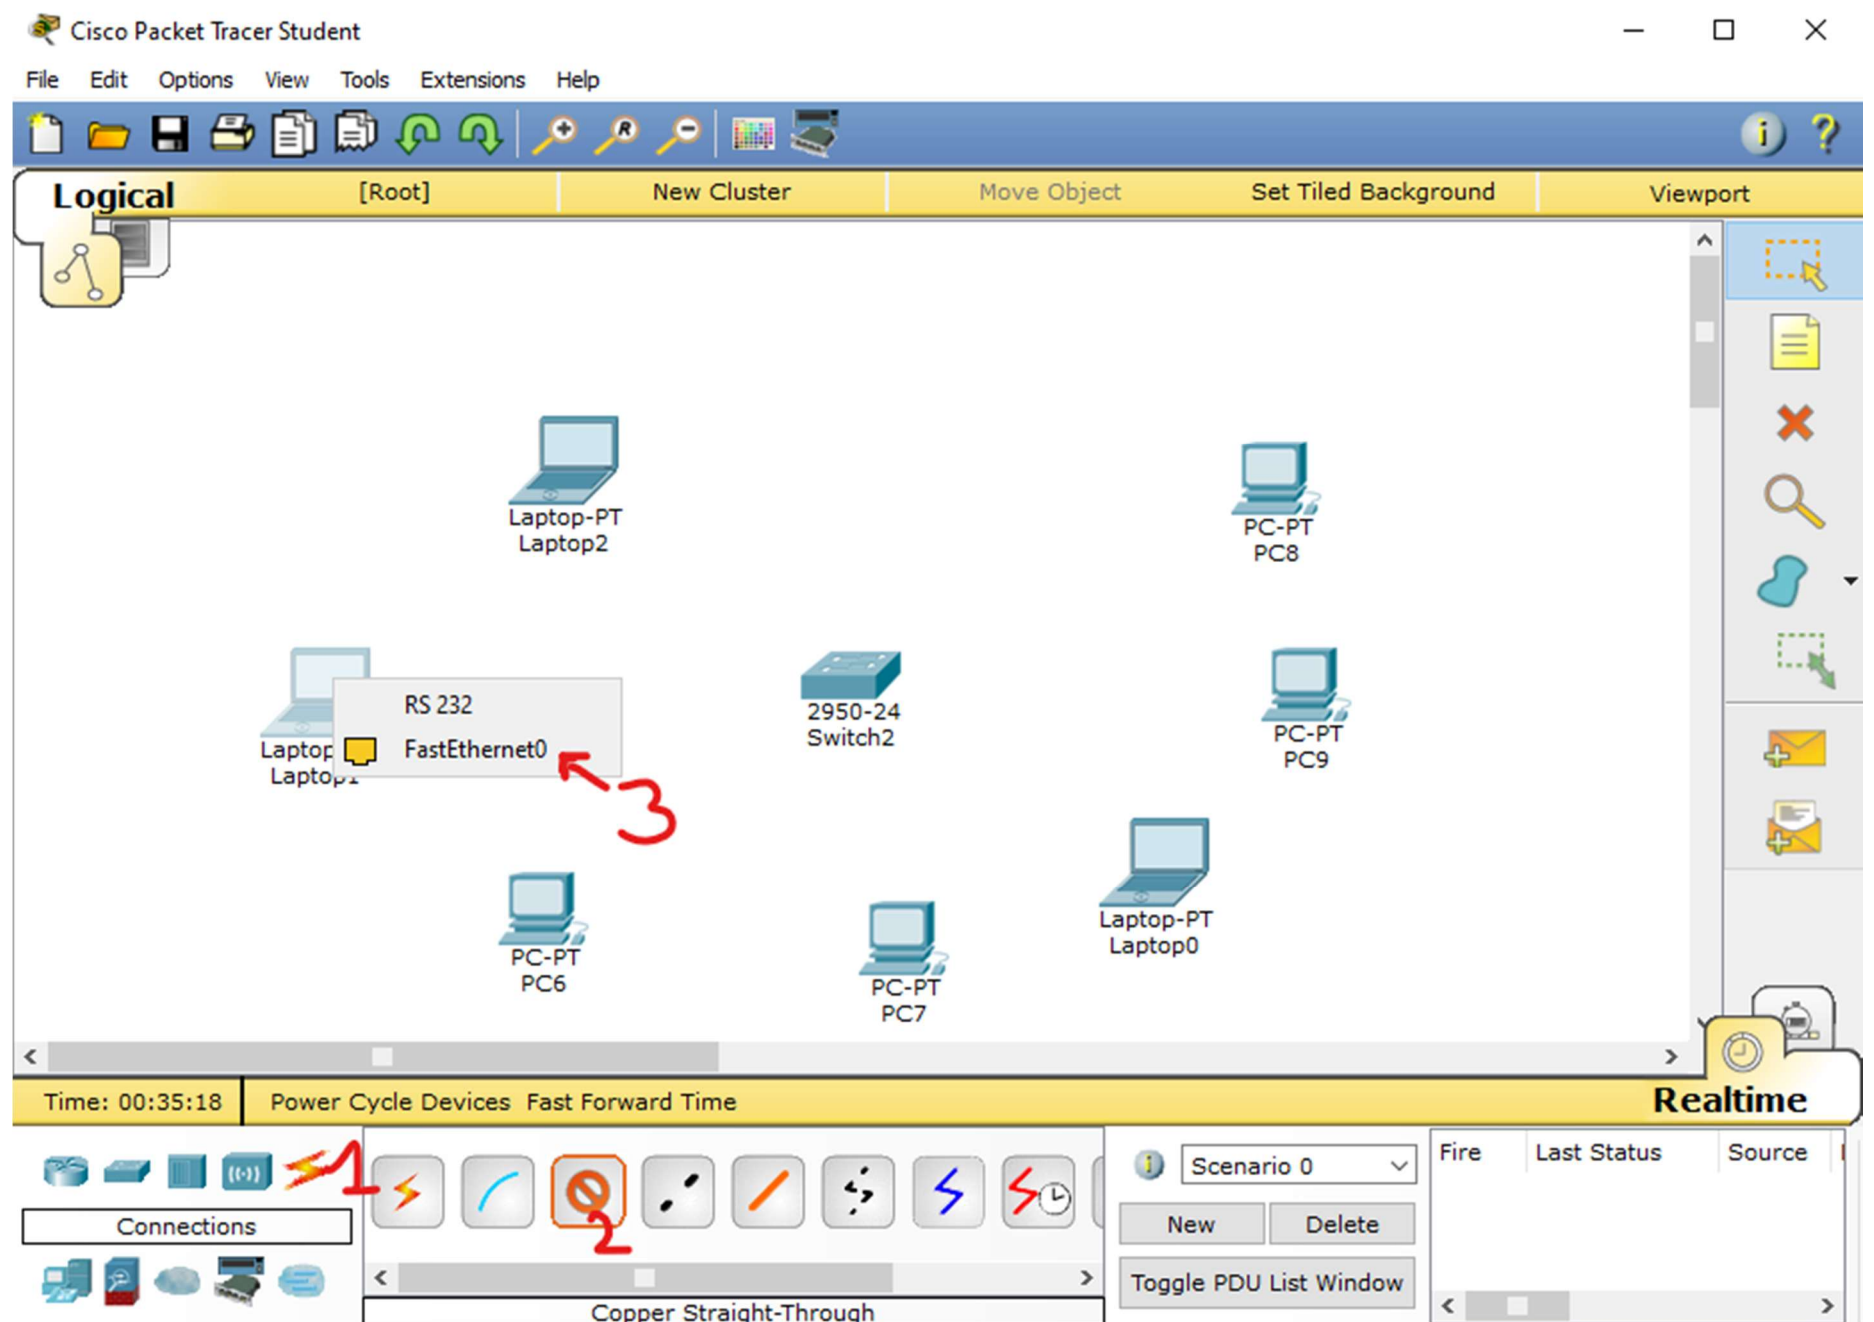 Cisco Packet Tracer Student
File Edit Options View Tools Extensions Help
Logical [Root] New Cluster Move Object Set Tiled Background Viewport
Laptop-PT
Laptop2
PC-PT
PC8
RS 232
FastEthernet0
Laptop
Laptop1
3
2950-24
Switch2
PC-PT
PC9
Laptop-PT
Laptop0
PC-PT
PC6
PC-PT
PC7
Time: 00:35:18 Power Cycle Devices Fast Forward Time Realtime
1
Connections
2
Copper Straight-Through
Scenario 0
New Delete
Toggle PDU List Window
Fire Last Status Source